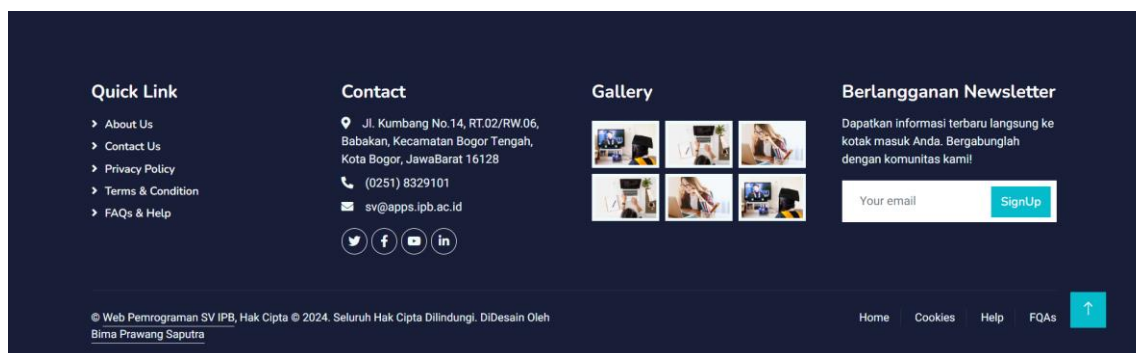 Quick Link
About Us
Contact Us
Privacy Policy
Terms & Condition
FAQs & Help
Contact
Jl. Kumbang No.14, RT.02/RW.06,
Babakan, Kecamatan Bogor Tengah,
Kota Bogor, JawaBarat 16128
(0251) 8329101
sv@apps.ipb.ac.id
Gallery
Berlangganan Newsletter
Dapatkan informasi terbaru langsung ke
kotak masuk Anda. Bergabunglah
dengan komunitas kami!
Your email
SignUp
© Web Pemrograman SV IPB, Hak Cipta © 2024. Seluruh Hak Cipta Dilindungi. DiDesain Oleh
Bima Prawang Saputra
Home Cookies Help FQAs